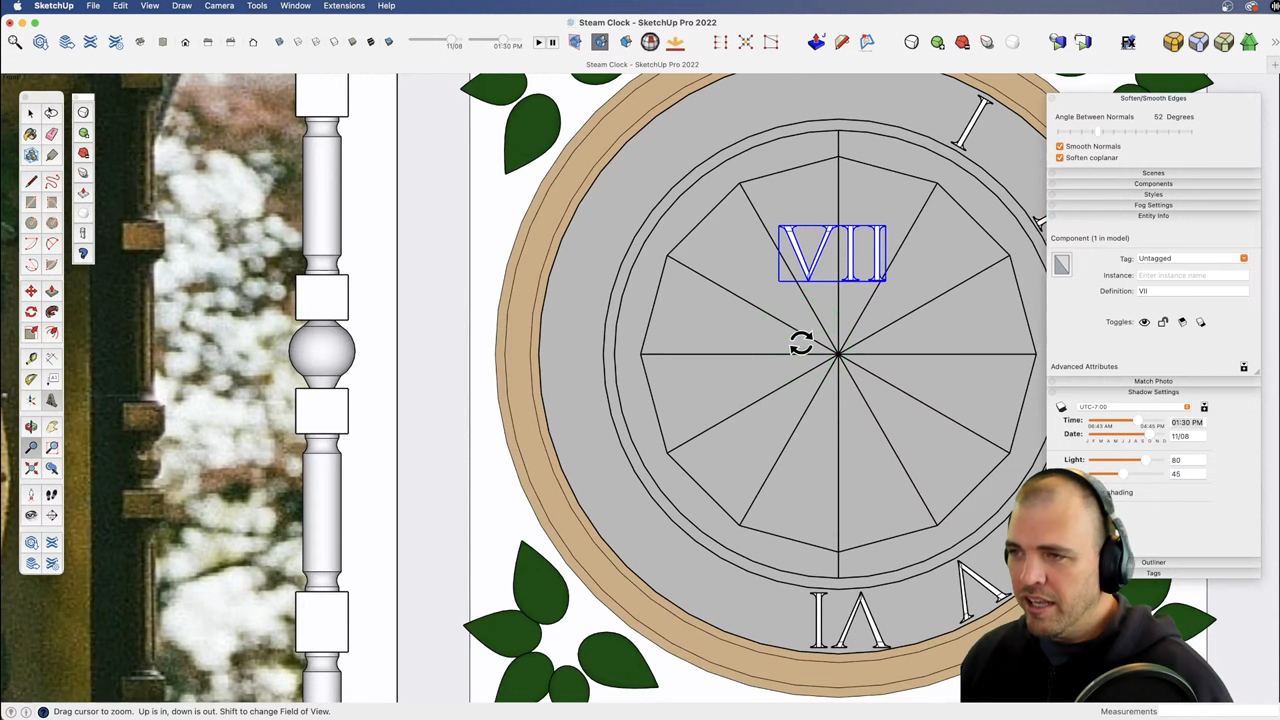 SketchUp File Edit View Draw Camera Tools Window Extensions Help
Steam Clock - SketchUp Pro 2022
11/08 01:30 PM
Steam Clock - SketchUp Pro 2022
Soften/Smooth Edges
Angle Between Normals 52 Degrees
Smooth Normals
Soften coplanar
Scenes
Components
Styles
Fog Settings
Entity Info
Component (1 in model)
Tag: Untagged
Instance: Enter instance name
Definition: VII
Toggles:
Advanced Attributes
Match Photo
Shadow Settings
UTC-7:00
Time: 01:30 PM
06:43 AM 04:45 PM
Date: 11/08
J F M A M J J A S O N D
Light: 80
45
shading
Outliner
Tags
I
VII
V
VI
Drag cursor to zoom. Up is in, down is out. Shift to change Field of View.
Measurements